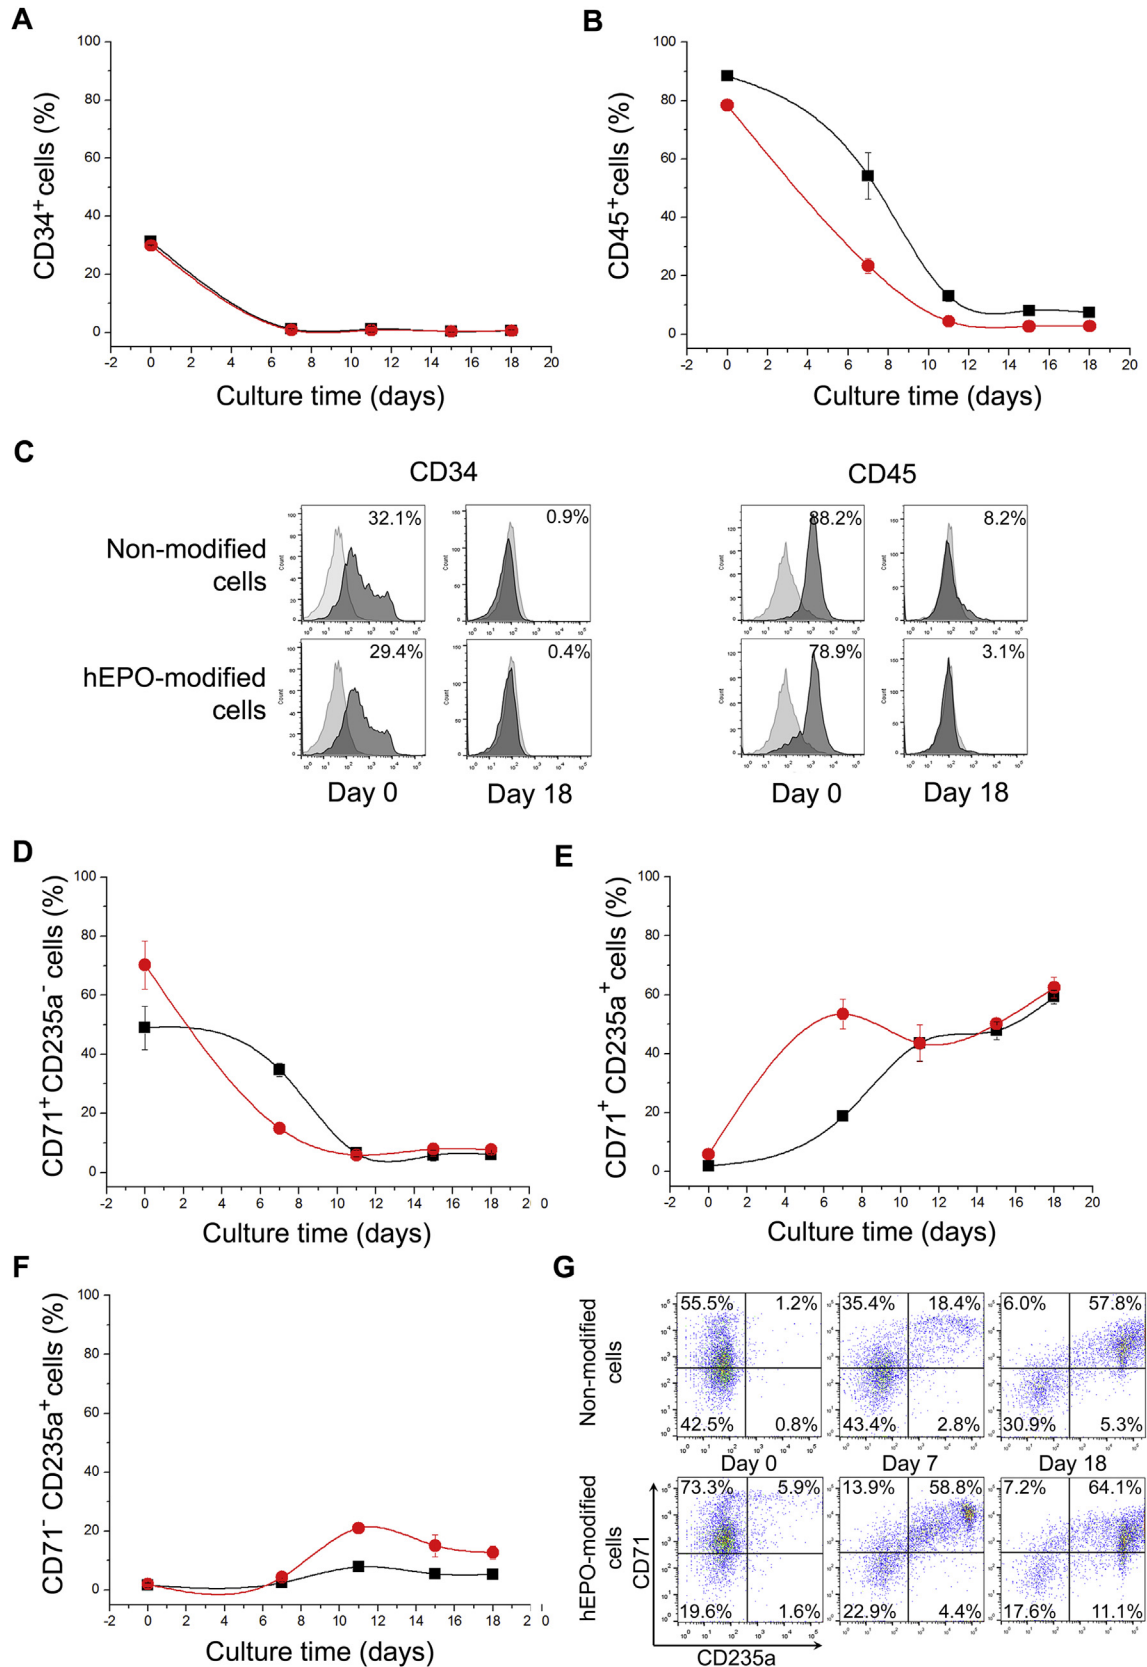 A
100
80
60
40
20
0
-2 0 2 4 6 8 10 12 14 16 18 20
CD34+ cells (%)
Culture time (days)
B
100
80
60
40
20
0
-2 0 2 4 6 8 10 12 14 16 18 20
CD45+ cells (%)
Culture time (days)
C
CD34
CD45
Non-modified
cells
32.1%
0.9%
88.2%
8.2%
hEPO-modified
cells
29.4%
0.4%
78.9%
3.1%
Day 0
Day 18
Day 0
Day 18
D
100
80
60
40
20
0
-2 0 2 4 6 8 10 12 14 16 18 2 0
CD71+ CD235a- cells (%)
Culture time (days)
E
100
80
60
40
20
0
-2 0 2 4 6 8 10 12 14 16 18 20
CD71+ CD235a+ cells (%)
Culture time (days)
F
100
80
60
40
20
0
-2 0 2 4 6 8 10 12 14 16 18 0
CD71- CD235a+ cells (%)
Culture time (days)
G
Non-modified
cells
55.5% 1.2%
42.5% 0.8%
35.4% 18.4%
43.4% 2.8%
6.0% 57.8%
30.9% 5.3%
Day 0
Day 7
Day 18
hEPO-modified
cells
73.3% 5.9%
19.6% 1.6%
13.9% 58.8%
22.9% 4.4%
7.2% 64.1%
17.6% 11.1%
CD71
CD235a